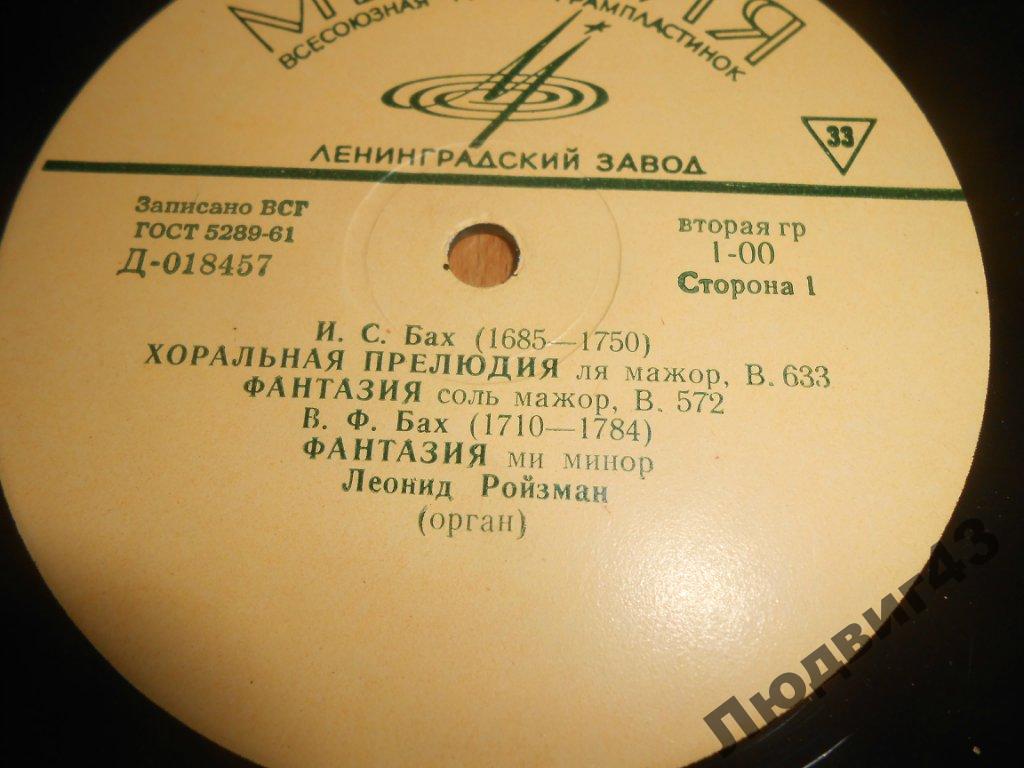 ВСЕСОЮЗНАЯ ГРАМПЛАСТИНОК
ЛЕНИНГРАДСКИЙ ЗАВОД
33
Записано ВСГ
ГОСТ 5289-61
Д-018457
вторая гр
1-00
Сторона 1
И. С. Бах (1685—1750)
ХОРАЛЬНАЯ ПРЕЛЮДИЯ ля мажор, В. 633
ФАНТАЗИЯ соль мажор, В. 572
В. Ф. Бах (1710—1784)
ФАНТАЗИЯ ми минор
Леонид Ройзман
(орган)
Людвиг43